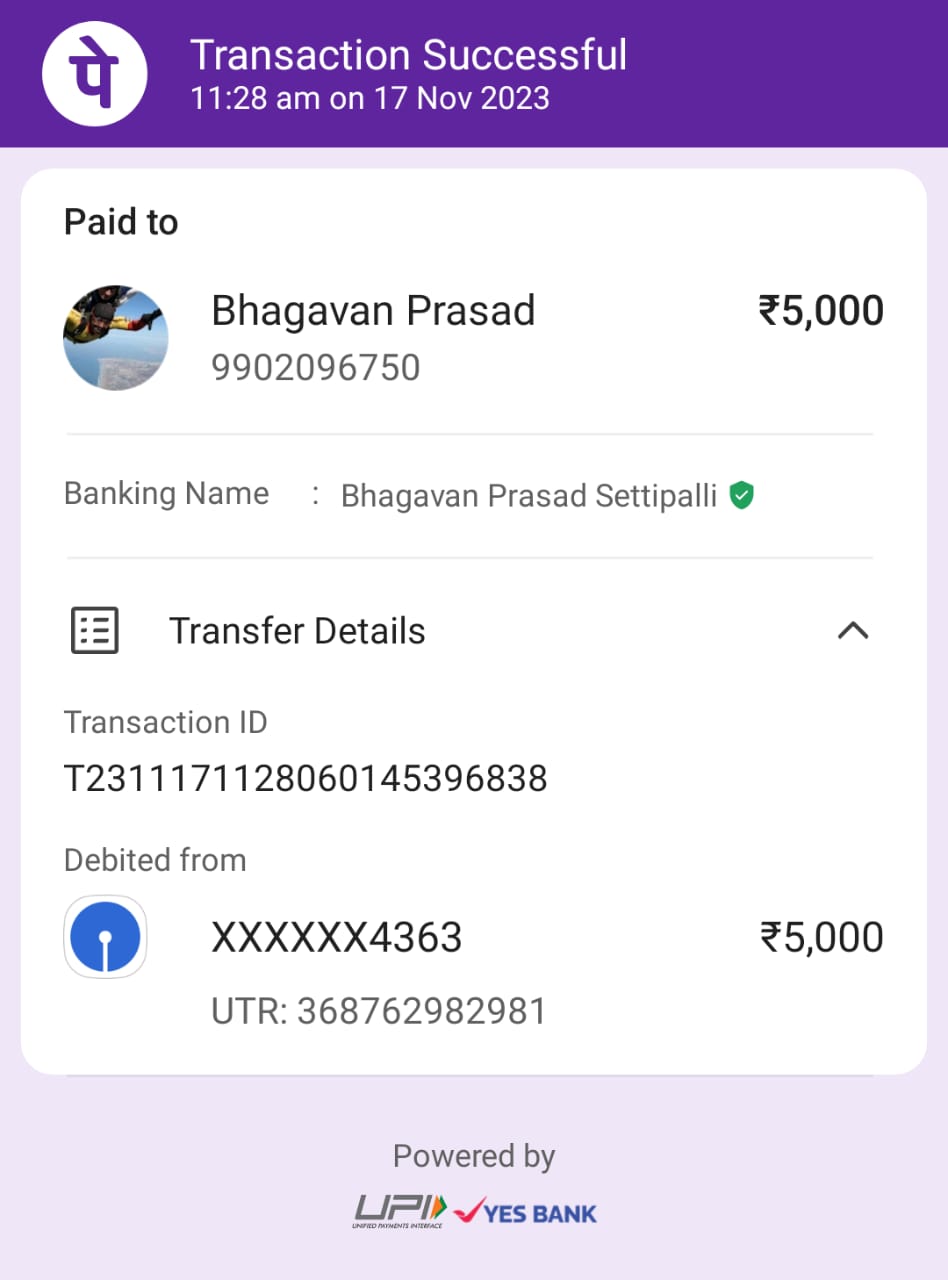 पे
Transaction Successful
11:28 am on 17 Nov 2023
Paid to
Bhagavan Prasad ₹5,000
9902096750
Banking Name : Bhagavan Prasad Settipalli
Transfer Details
Transaction ID
T2311171128060145396838
Debited from
XXXXXX4363 ₹5,000
UTR: 368762982981
Powered by
UPI YES BANK
UNIFIED PAYMENTS INTERFACE